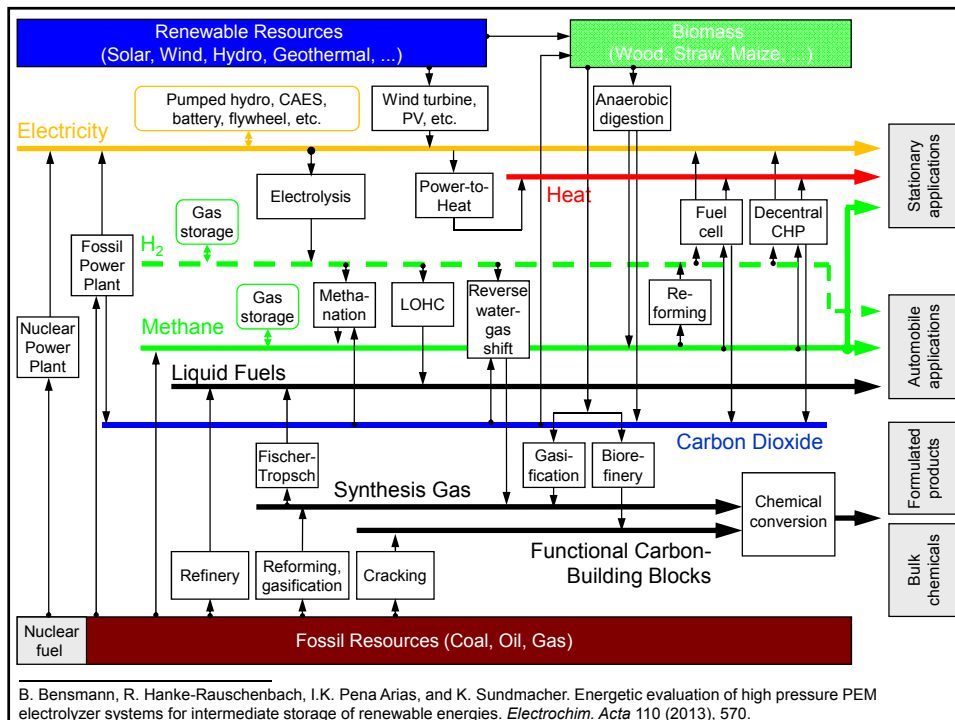 Renewable Resources
(Solar, Wind, Hydro, Geothermal, ...)
Biomass
(Wood, Straw, Maize, ...)
Pumped hydro, CAES,
battery, flywheel, etc.
Wind turbine,
PV, etc.
Anaerobic
digestion
Electricity
Stationary
applications
Electrolysis
Power-to-
Heat
Heat
Gas
storage
Fuel
cell
Decentral
CHP
H2
Fossil
Power
Plant
Nuclear
Power
Plant
Gas
storage
Metha-
nation
LOHC
Reverse
water-
gas
shift
Re-
forming
Methane
Automobile
applications
Liquid Fuels
Carbon Dioxide
Fischer-
Tropsch
Gasi-
fication
Biore-
finery
Formulated
products
Synthesis Gas
Chemical
conversion
Functional Carbon-
Building Blocks
Refinery
Reforming,
gasification
Cracking
Bulk
chemicals
Nuclear
fuel
Fossil Resources (Coal, Oil, Gas)
B. Bensmann, R. Hanke-Rauschenbach, I.K. Pena Arias, and K. Sundmacher. Energetic evaluation of high pressure PEM
electrolyzer systems for intermediate storage of renewable energies. Electrochim. Acta 110 (2013), 570.